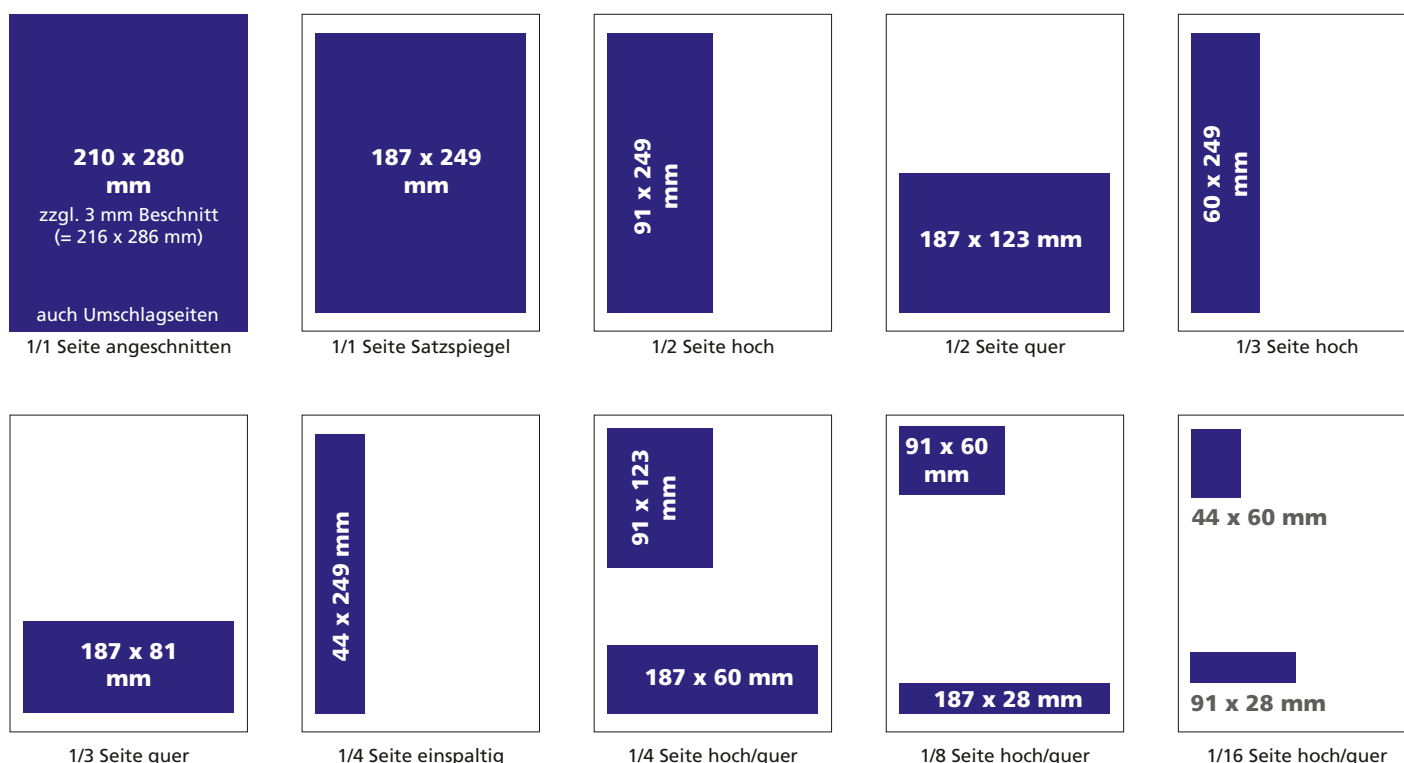 210 x 280
mm
zzgl. 3 mm Beschnitt
(= 216 x 286 mm)
auch Umschlagseiten
1/1 Seite angeschnitten
187 x 249
mm
1/1 Seite Satzspiegel
91 x 249
mm
1/2 Seite hoch
187 x 123 mm
1/2 Seite quer
60 x 249
mm
1/3 Seite hoch
187 x 81
mm
1/3 Seite quer
44 x 249 mm
1/4 Seite einspaltig
91 x 123
mm
187 x 60 mm
1/4 Seite hoch/quer
91 x 60
mm
187 x 28 mm
1/8 Seite hoch/quer
44 x 60 mm
91 x 28 mm
1/16 Seite hoch/quer